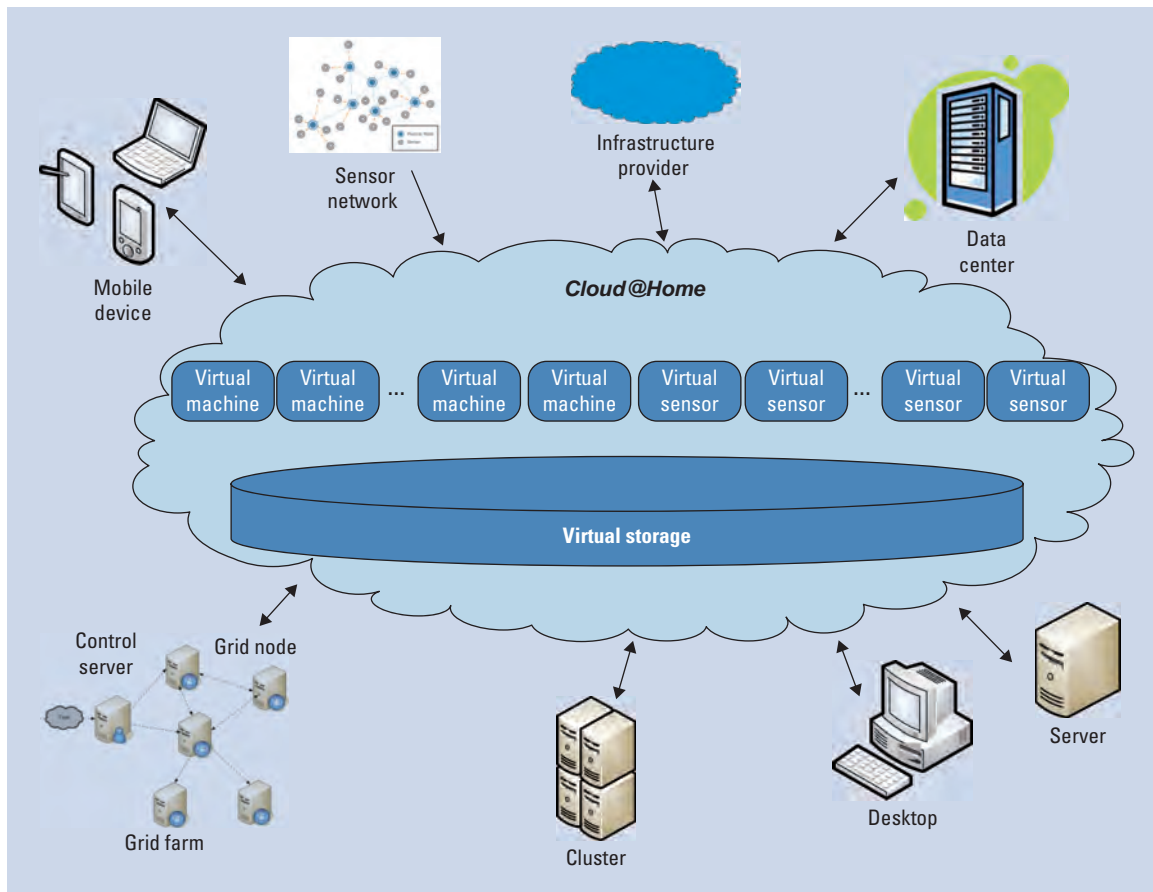 Sensor
network
Infrastructure
provider
Data
center
Mobile
device
Cloud@Home
Virtual
machine
Virtual
machine
...
Virtual
machine
Virtual
machine
Virtual
sensor
Virtual
sensor
...
Virtual
sensor
Virtual
sensor
Virtual storage
Control
server
Grid node
Grid farm
Cluster
Desktop
Server